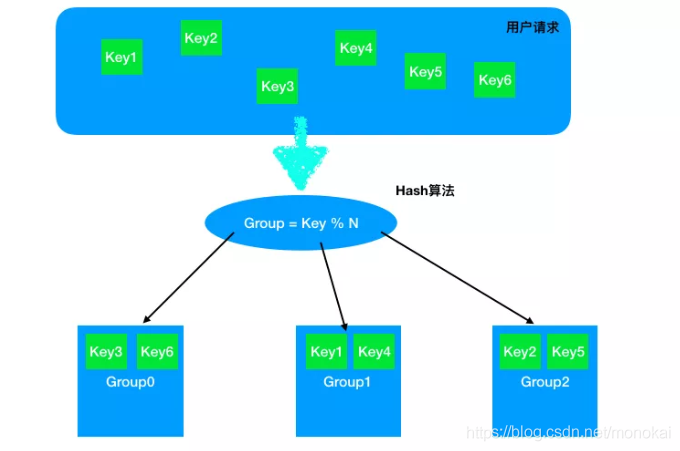 用户请求
Key1
Key2
Key3
Key4
Key5
Key6
Hash算法
Group = Key % N
Key3 Key6
Group0
Key1 Key4
Group1
Key2 Key5
Group2
https://blog.csdn.net/monokai